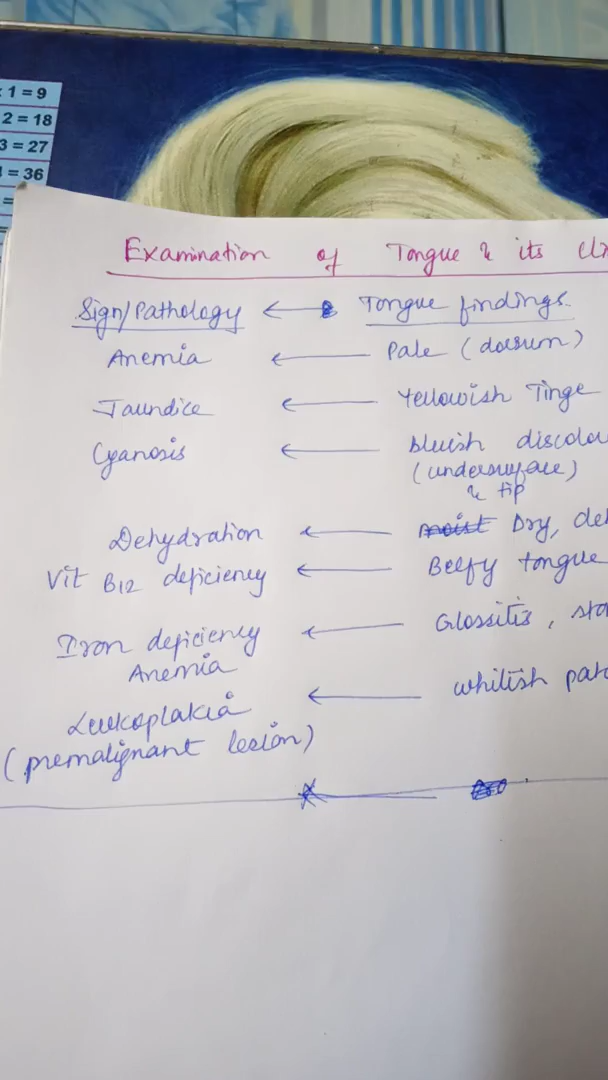 1 = 9
2 = 18
3 = 27
= 36
=
Examination of Tongue & its
Sign/Pathology Tongue findings.
Anemia Pale (dorsum)
Jaundice Yellowish Tinge
Cyanosis bluish
(undersurface)
& tip
Dehydration moist Dry,
Vit B12 deficiency Beefy tongue
Iron deficiency Glossitis,
Anemia
Leukoplakia whitish
(premalignant lesion)